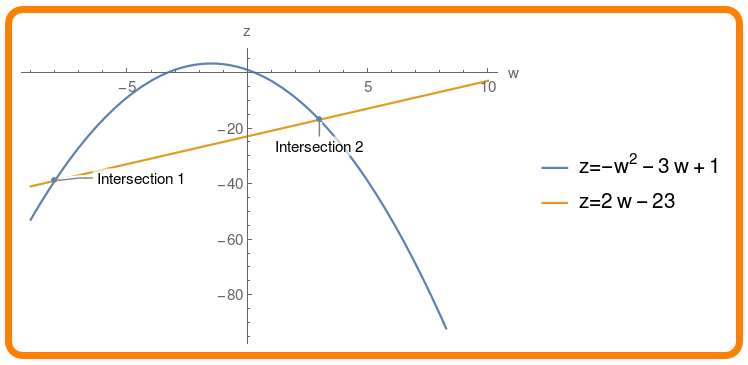 z
w
−5
5
10
−20
−40
−60
−80
Intersection 1
Intersection 2
z=−w² − 3 w + 1
z=2 w − 23